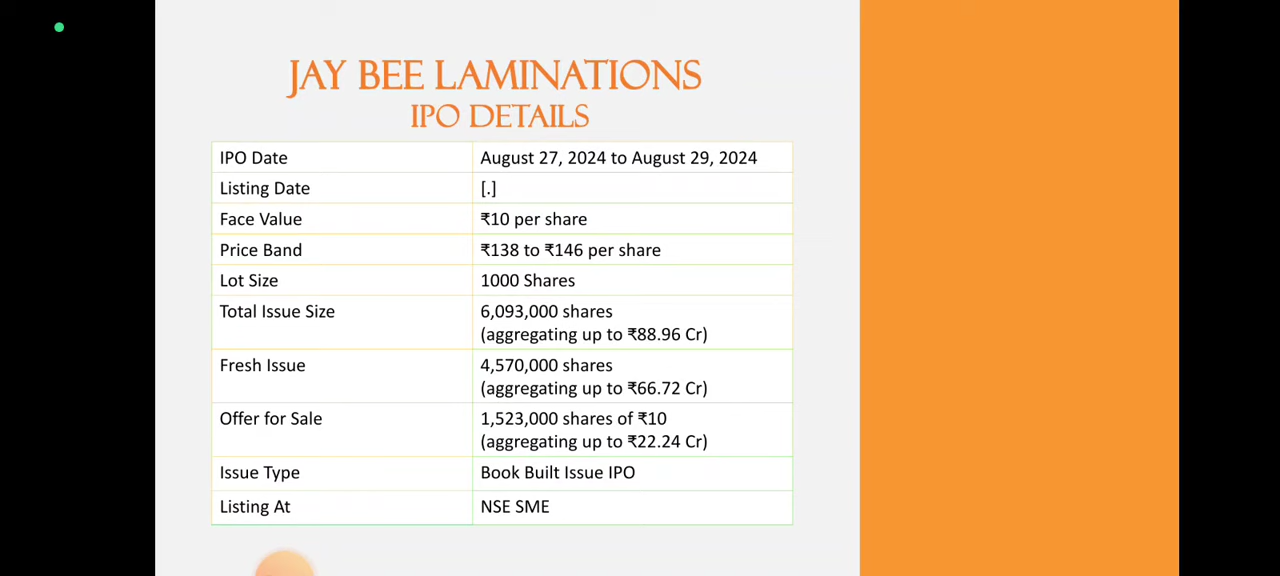 JAY BEE LAMINATIONS
IPO DETAILS
IPO Date August 27, 2024 to August 29, 2024
Listing Date [.]
Face Value ₹10 per share
Price Band ₹138 to ₹146 per share
Lot Size 1000 Shares
Total Issue Size 6,093,000 shares
(aggregating up to ₹88.96 Cr)
Fresh Issue 4,570,000 shares
(aggregating up to ₹66.72 Cr)
Offer for Sale 1,523,000 shares of ₹10
(aggregating up to ₹22.24 Cr)
Issue Type Book Built Issue IPO
Listing At NSE SME